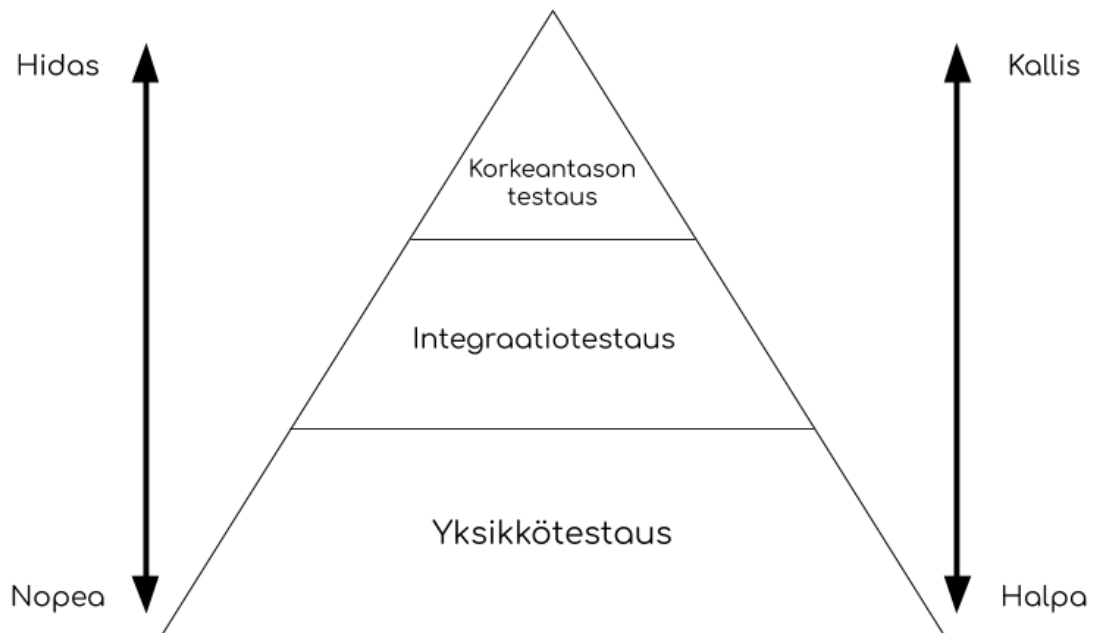 Hidas
Kallis
Korkeantason
testaus
Integraatiotestaus
Yksikkötestaus
Nopea
Halpa